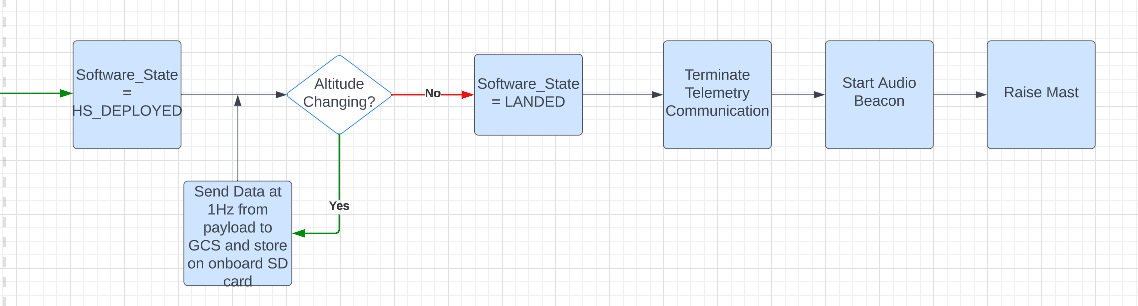 Software_State
=
HS_DEPLOYED
Altitude
Changing?
No
Software_State
= LANDED
Terminate
Telemetry
Communication
Start Audio
Beacon
Raise Mast
Yes
Send Data at
1Hz from
payload to
GCS and store
on onboard SD
card